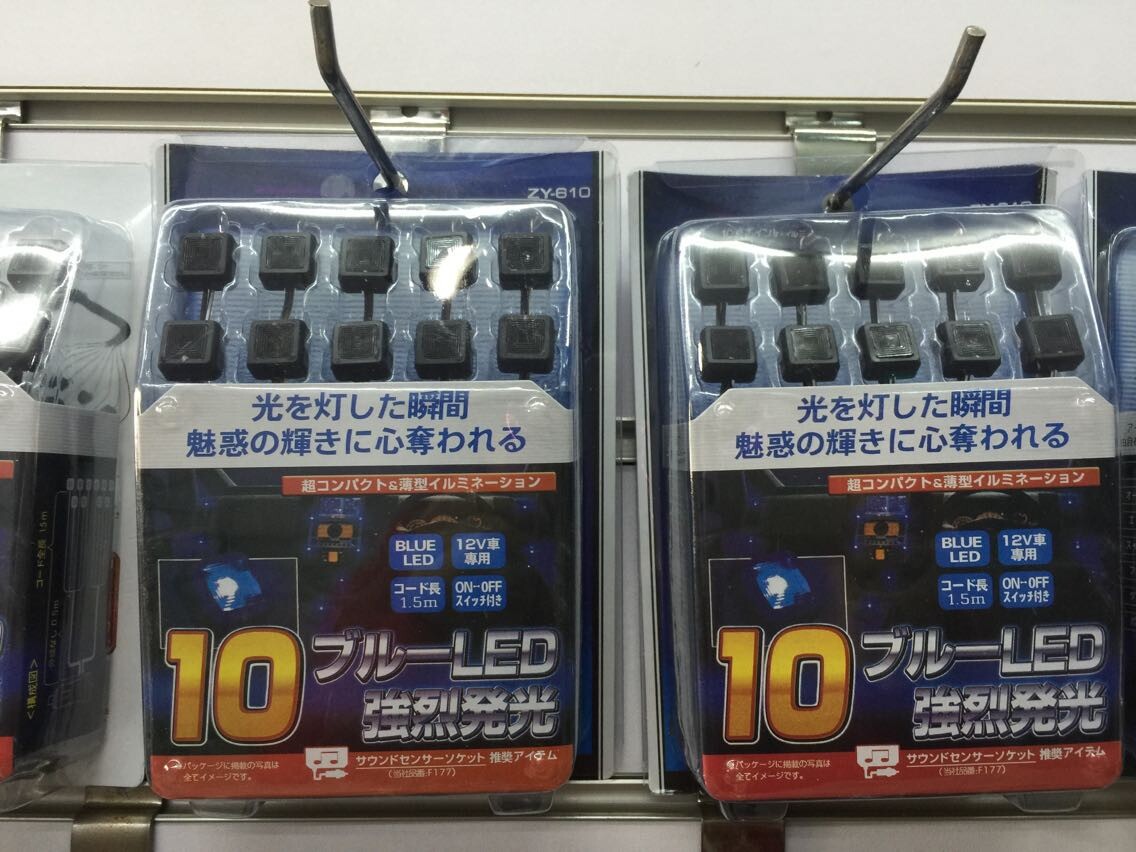 ZY-610
光を灯した瞬間
魅惑の輝きに心奪われる
超コンパクト&薄型イルミネーション
BLUE LED
12V車専用
コード長 1.5m
ON↔OFF スイッチ付き
10 ブルーLED
強烈発光
サウンドセンサーソケット 推奨アイテム
(当社品番:F177)
※パッケージに掲載の写真は
全てイメージです。
光を灯した瞬間
魅惑の輝きに心奪われる
超コンパクト&薄型イルミネーション
BLUE LED
12V車専用
コード長 1.5m
ON↔OFF スイッチ付き
10 ブルーLED
強烈発光
サウンドセンサーソケット 推奨アイテム
(当社品番:F177)
※パッケージに掲載の写真は
全てイメージです。
コード全長 1.5m
<構成図>